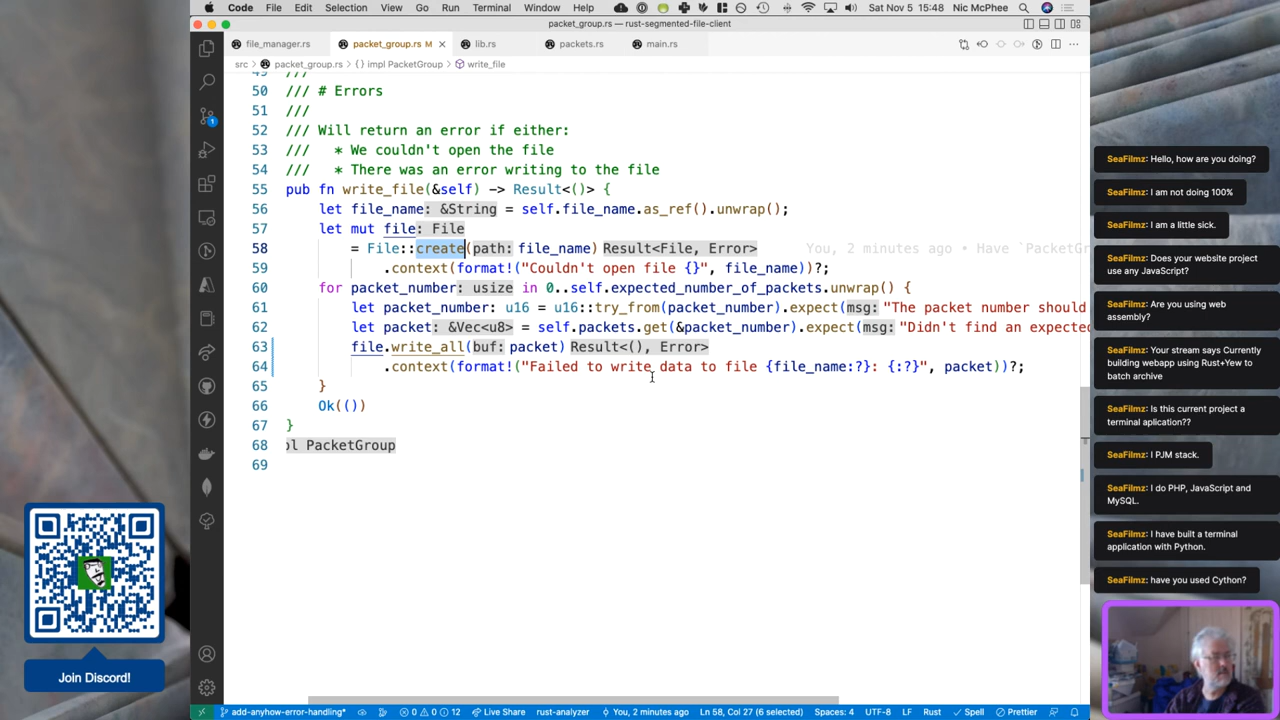 Code File Edit Selection View Go Run Terminal Window Help Sat Nov 5 15:48 Nic McPhee
packet_group.rs — rust-segmented-file-client
file_manager.rs packet_group.rs M lib.rs packets.rs main.rs
src packet_group.rs impl PacketGroup write_file
49 ///
50 /// # Errors
51 ///
52 /// Will return an error if either:
53 /// * We couldn't open the file
54 /// * There was an error writing to the file
55 pub fn write_file(&self) -> Result<()> {
56 let file_name: &String = self.file_name.as_ref().unwrap();
57 let mut file: File
58 = File::create(path: file_name) Result<File, Error> You, 2 minutes ago • Have `PacketGr
59 .context(format!("Couldn't open file {}", file_name))?;
60 for packet_number: usize in 0..self.expected_number_of_packets.unwrap() {
61 let packet_number: u16 = u16::try_from(packet_number).expect(msg: "The packet number should
62 let packet: &Vec<u8> = self.packets.get(&packet_number).expect(msg: "Didn't find an expected
63 file.write_all(buf: packet) Result<(), Error>
64 .context(format!("Failed to write data to file {file_name:?}: {:?}", packet))?;
65 }
66 Ok(())
67 }
68 pl PacketGroup
69
1
Join Discord!
add-anyhow-error-handling* 0 0 12 Live Share rust-analyzer You, 2 minutes ago Ln 58, Col 27 (6 selected) Spaces: 4 UTF-8 LF Rust Spell Prettier
SeaFilmz: Hello, how are you doing?
SeaFilmz: I am not doing 100%
SeaFilmz: I am a little sick.
SeaFilmz: Does your website project
use any JavaScript?
SeaFilmz: Are you using web
assembly?
SeaFilmz: Your stream says Currently
building webapp using Rust+Yew to
batch archive
SeaFilmz: Is this current project a
terminal aplication??
SeaFilmz: I PJM stack.
SeaFilmz: I do PHP, JavaScript and
MySQL.
SeaFilmz: I have built a terminal
application with Python.
SeaFilmz: have you used Cython?